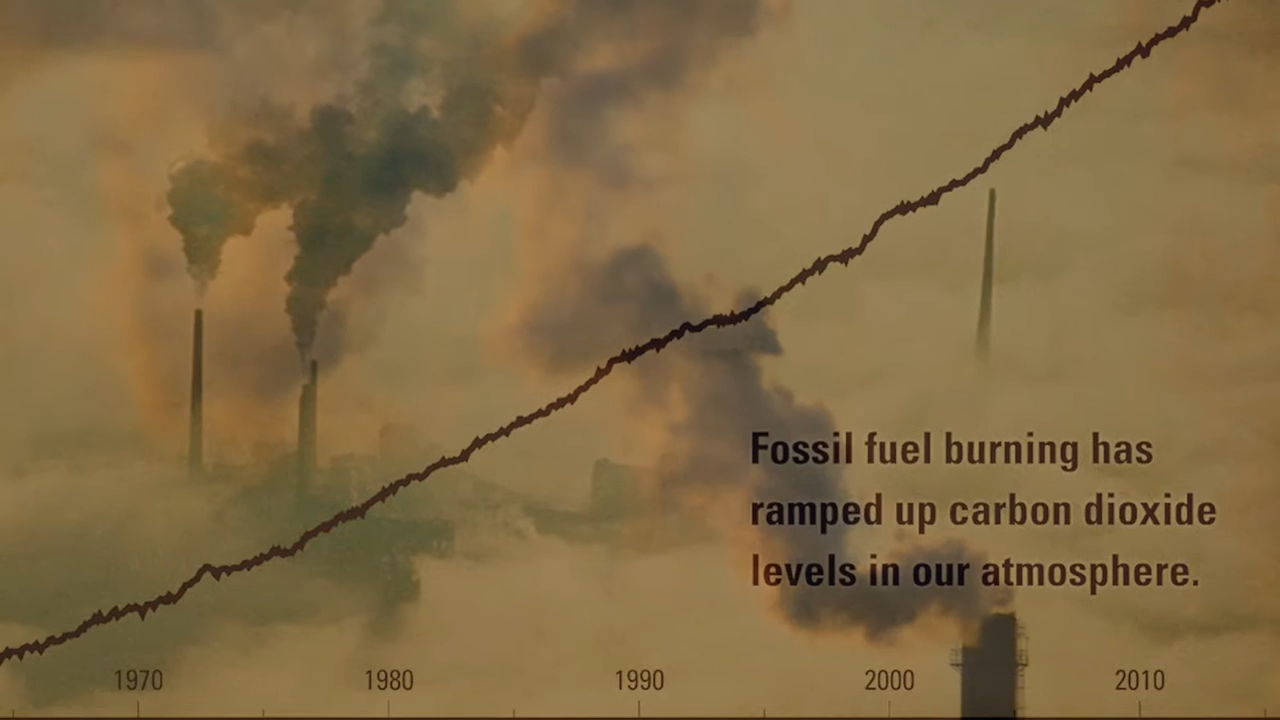 Fossil fuel burning has
ramped up carbon dioxide
levels in our atmosphere.
1970 1980 1990 2000 2010